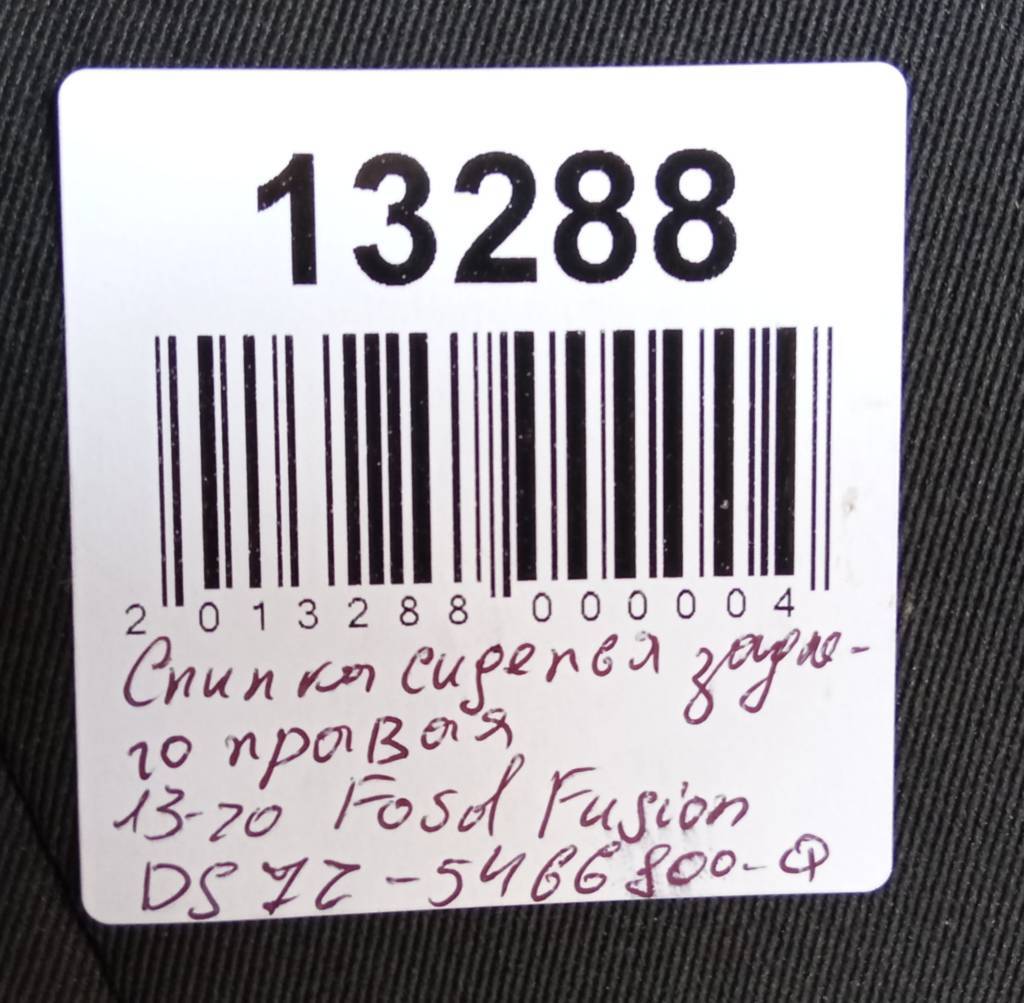 13288
2 013288 000004
Спинка сиденья задне-
го правая
13-20 Ford Fusion
DS7Z-5466800-Q